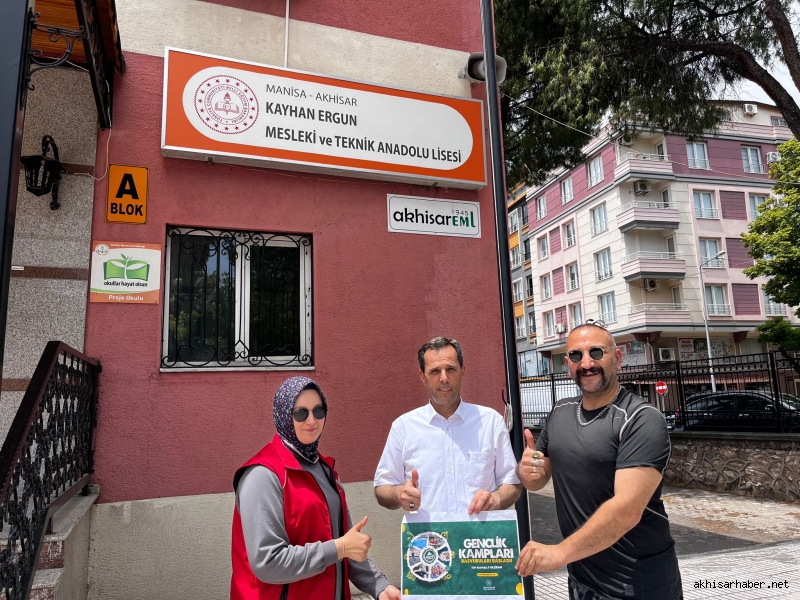 MANİSA - AKHİSAR
KAYHAN ERGUN
MESLEKİ ve TEKNİK ANADOLU LİSESİ
A
BLOK
1945
akhisarEML
okullar hayat olsun
Proje Okulu
GENÇLİK
KAMPLARI
BAŞVURULARI BAŞLADI
akhisarhaber.net